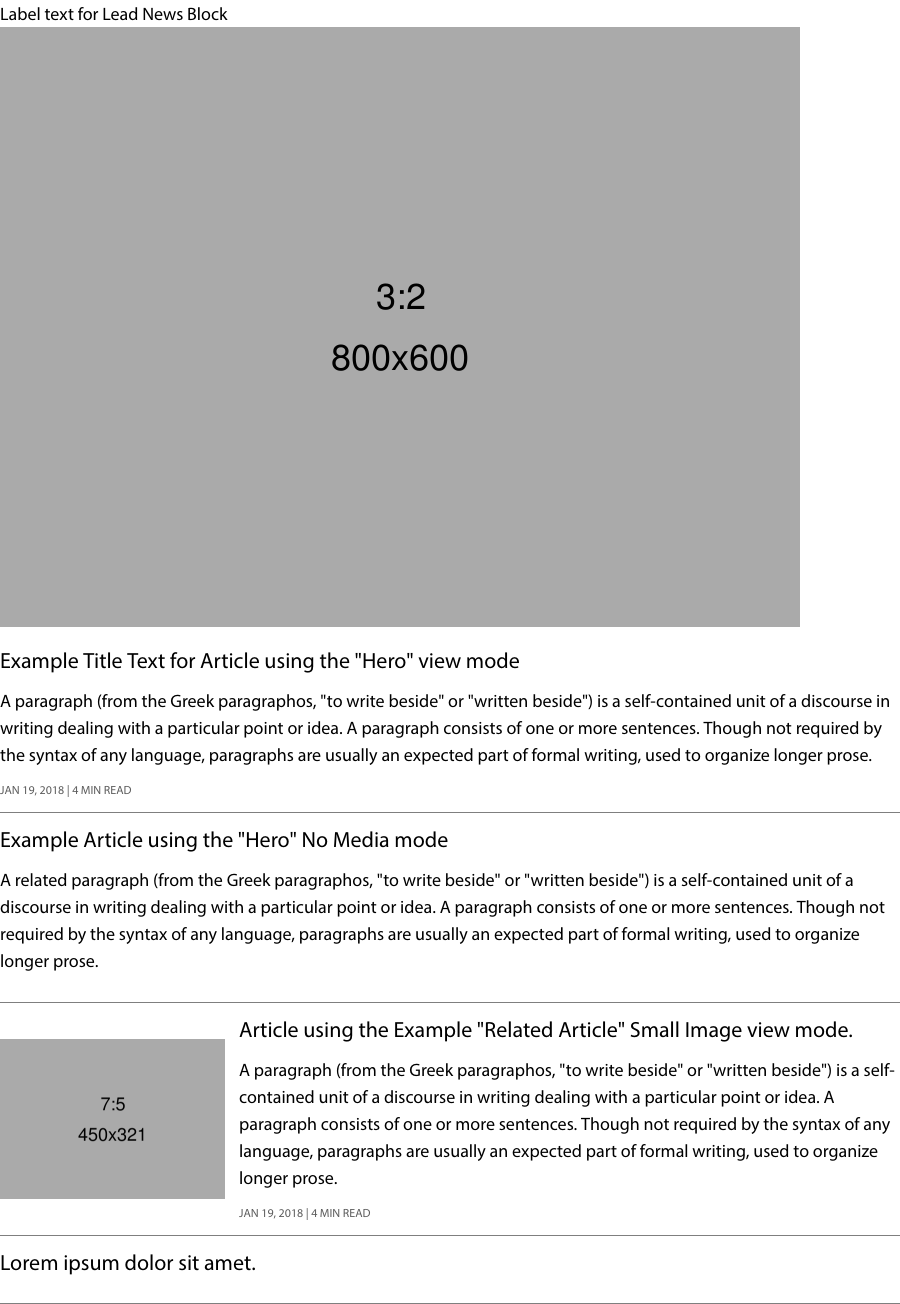 Label text for Lead News Block
3:2
800x600
Example Title Text for Article using the "Hero" view mode
A paragraph (from the Greek paragraphos, "to write beside" or "written beside") is a self-contained unit of a discourse in
writing dealing with a particular point or idea. A paragraph consists of one or more sentences. Though not required by
the syntax of any language, paragraphs are usually an expected part of formal writing, used to organize longer prose.
JAN 19, 2018 | 4 MIN READ
Example Article using the "Hero" No Media mode
A related paragraph (from the Greek paragraphos, "to write beside" or "written beside") is a self-contained unit of a
discourse in writing dealing with a particular point or idea. A paragraph consists of one or more sentences. Though not
required by the syntax of any language, paragraphs are usually an expected part of formal writing, used to organize
longer prose.
7:5
450x321
Article using the Example "Related Article" Small Image view mode.
A paragraph (from the Greek paragraphos, "to write beside" or "written beside") is a self-
contained unit of a discourse in writing dealing with a particular point or idea. A
paragraph consists of one or more sentences. Though not required by the syntax of any
language, paragraphs are usually an expected part of formal writing, used to organize
longer prose.
JAN 19, 2018 | 4 MIN READ
Lorem ipsum dolor sit amet.